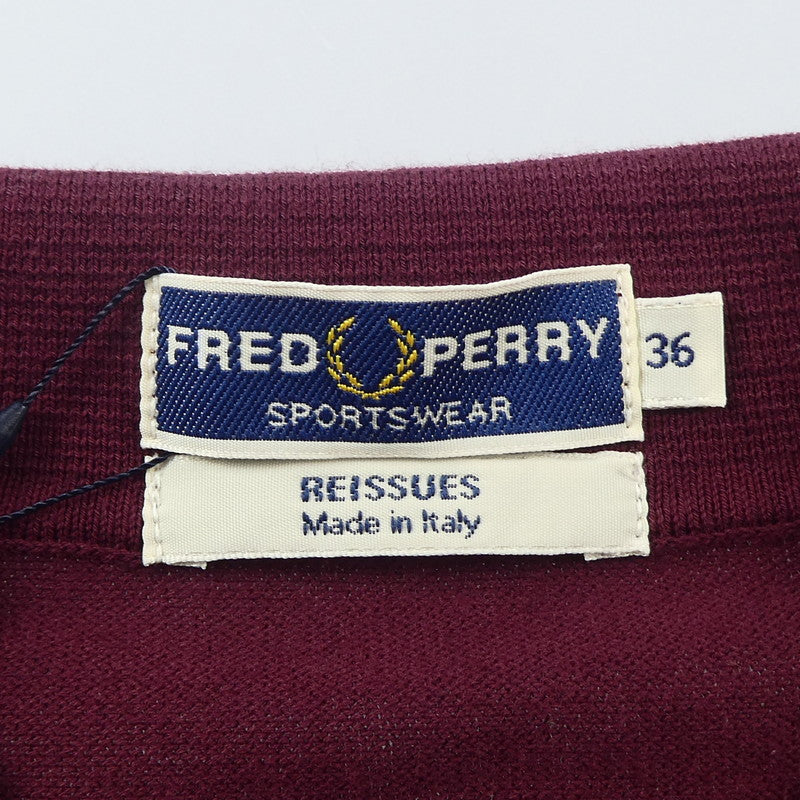 FRED PERRY
SPORTSWEAR
36
REISSUES
Made in Italy